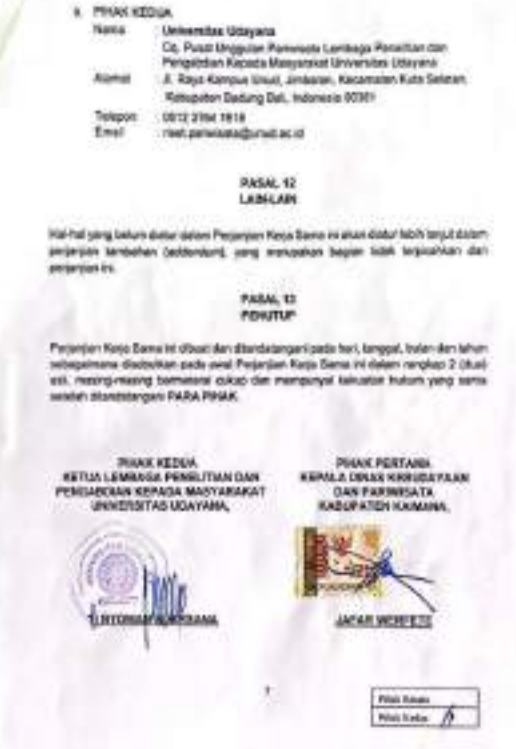 PIHAK KEDUA
Nama : Universitas Udayana
Cq. Pusat Unggulan Pariwisata Lembaga Penelitian dan
Pengabdian Kepada Masyarakat Universitas Udayana
Alamat : Jl. Raya Kampus Unud, Jimbaran, Kecamatan Kuta Selatan,
Kabupaten Badung Bali, Indonesia 80361
Telepon :
Email :
PASAL 12
LAIN-LAIN
Hal-hal yang belum diatur dalam Perjanjian Kerja Sama ini akan diatur lebih lanjut dalam
perjanjian tambahan (addendum), yang merupakan bagian tidak terpisahkan dari
perjanjian ini.
PASAL 13
PENUTUP
Perjanjian Kerja Sama ini dibuat dan ditandatangani pada hari, tanggal, bulan dan tahun
sebagaimana disebutkan pada awal Perjanjian Kerja Sama ini dalam rangkap 2 (dua)
asli, masing-masing bermaterai cukup dan mempunyai kekuatan hukum yang sama
setelah ditandatangani PARA PIHAK.
PIHAK KEDUA
KETUA LEMBAGA PENELITIAN DAN
PENGABDIAN KEPADA MASYARAKAT
UNIVERSITAS UDAYANA,
PIHAK PERTAMA
KEPALA DINAS KEBUDAYAAN
DAN PARIWISATA
KABUPATEN KAIMANA,
JAFAR WERFETE
Pihak Kesatu
Pihak Kedua